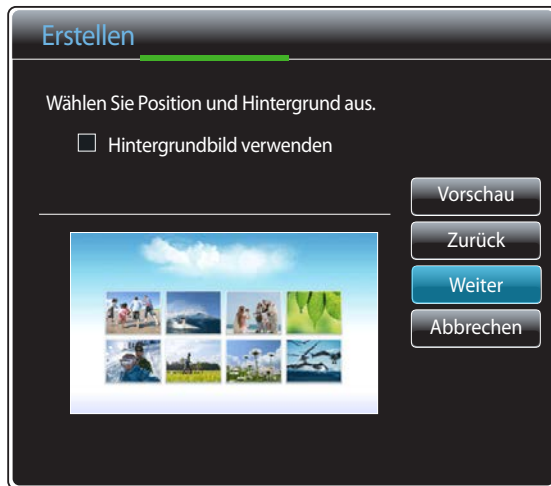 Erstellen
Wählen Sie Position und Hintergrund aus.
Hintergrundbild verwenden
Vorschau
Zurück
Weiter
Abbrechen